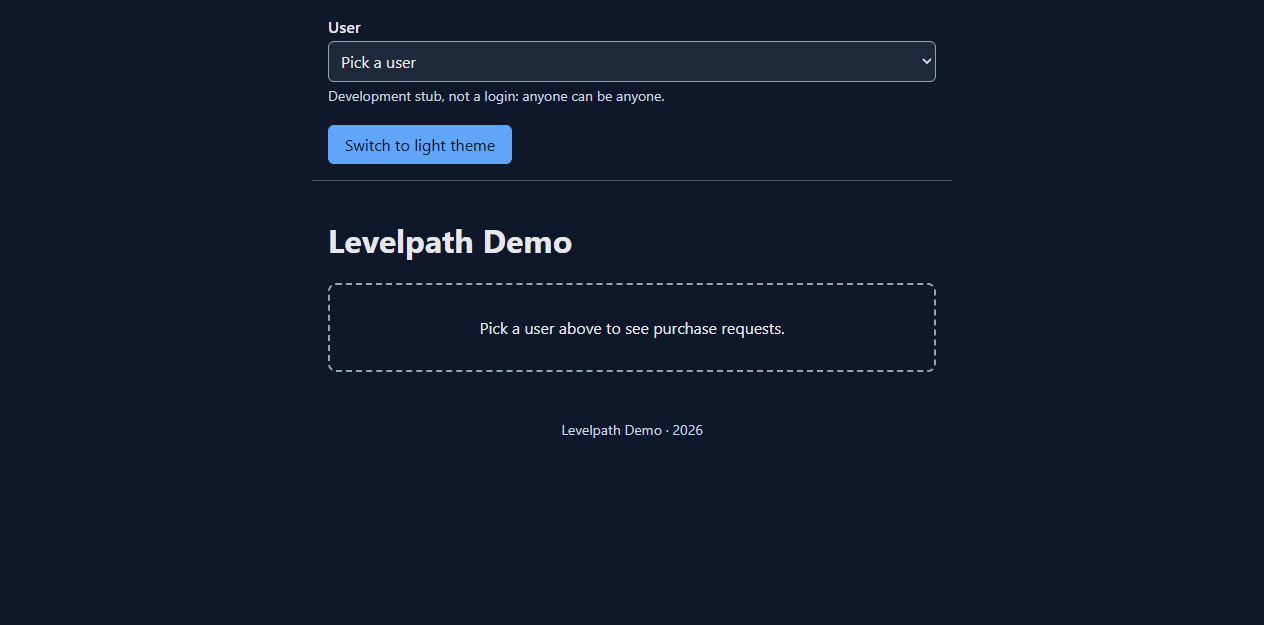 User
Pick a user
Development stub, not a login: anyone can be anyone.
Switch to light theme
Levelpath Demo
Pick a user above to see purchase requests.
Levelpath Demo · 2026